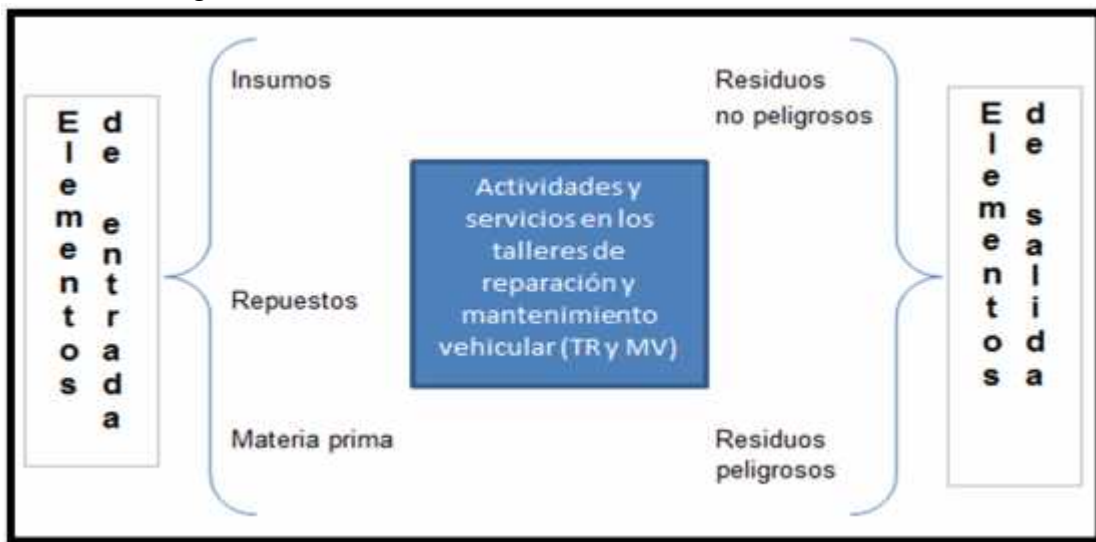 Elementos
de entrada
Insumos
Repuestos
Materia prima
Actividades y
servicios en los
talleres de
reparación y
mantenimiento
vehicular (TR y MV)
Residuos
no peligrosos
Residuos
peligrosos
Elementos
de salida